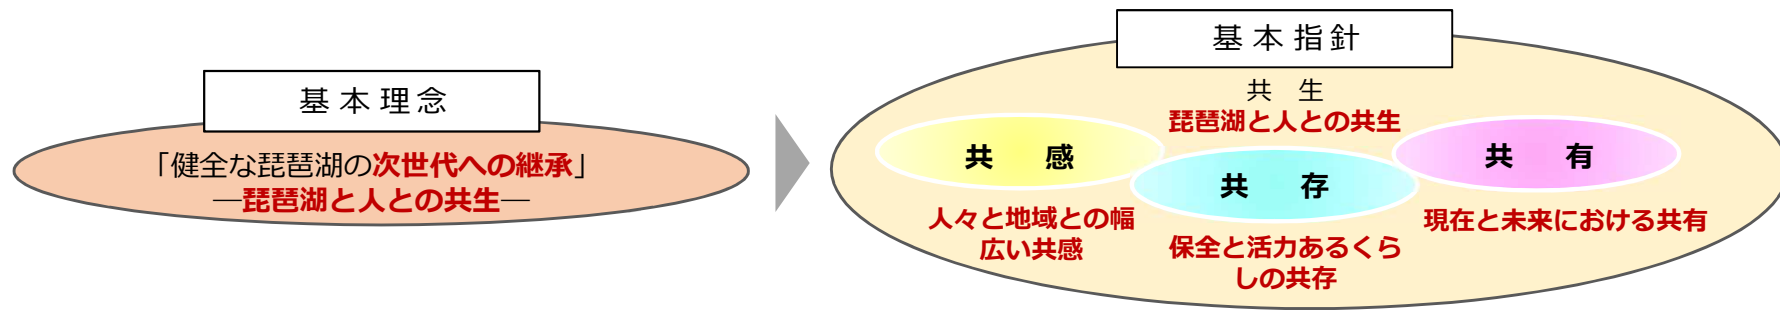 基本理念
「健全な琵琶湖の次世代への継承」
―琵琶湖と人との共生―
基本指針
共　生
琵琶湖と人との共生
共　感
人々と地域との幅
広い共感
共　存
保全と活力あるくら
しの共存
共　有
現在と未来における共有